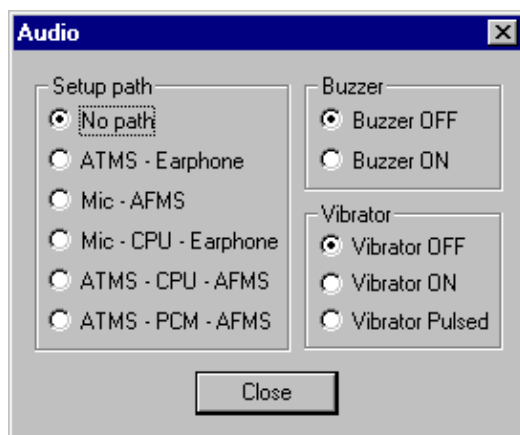 Audio
Setup path
No path
ATMS - Earphone
Mic - AFMS
Mic - CPU - Earphone
ATMS - CPU - AFMS
ATMS - PCM - AFMS
Buzzer
Buzzer OFF
Buzzer ON
Vibrator
Vibrator OFF
Vibrator ON
Vibrator Pulsed
Close